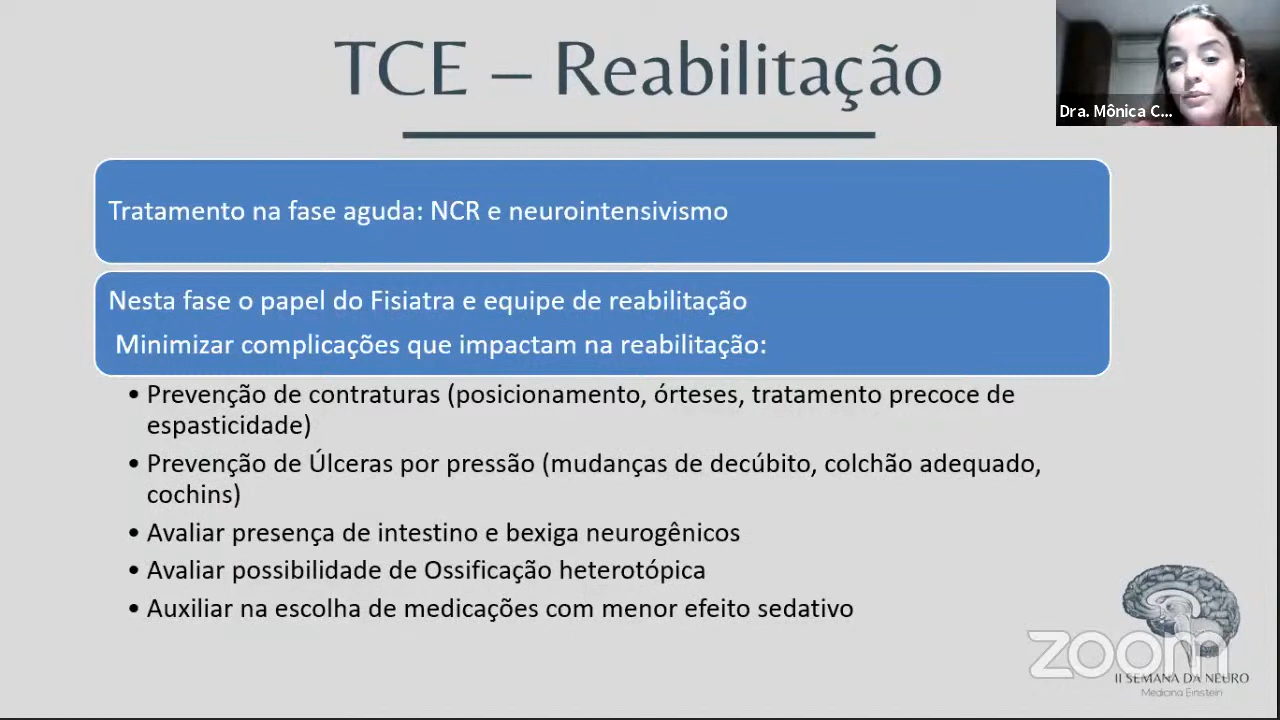 TCE – Reabilitação
Dra. Mônica C...
Tratamento na fase aguda: NCR e neurointensivismo
Nesta fase o papel do Fisiatra e equipe de reabilitação
Minimizar complicações que impactam na reabilitação:
• Prevenção de contraturas (posicionamento, órteses, tratamento precoce de
espasticidade)
• Prevenção de Úlceras por pressão (mudanças de decúbito, colchão adequado,
cochins)
• Avaliar presença de intestino e bexiga neurogênicos
• Avaliar possibilidade de Ossificação heterotópica
• Auxiliar na escolha de medicações com menor efeito sedativo
zoom
II SEMANA DA NEURO
Medicina Einstein